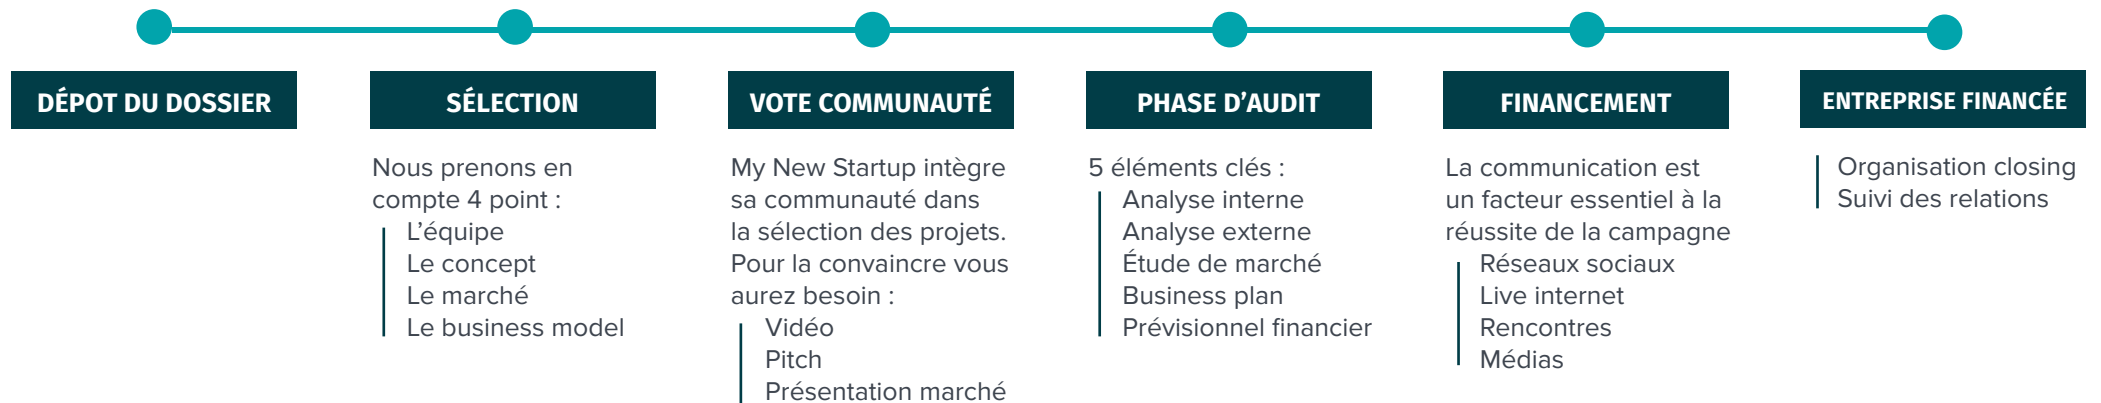 DÉPOT DU DOSSIER
SÉLECTION
Nous prenons en
compte 4 point :
L’équipe
Le concept
Le marché
Le business model
VOTE COMMUNAUTÉ
My New Startup intègre
sa communauté dans
la sélection des projets.
Pour la convaincre vous
aurez besoin :
Vidéo
Pitch
Présentation marché
PHASE D’AUDIT
5 éléments clés :
Analyse interne
Analyse externe
Étude de marché
Business plan
Prévisionnel financier
FINANCEMENT
La communication est
un facteur essentiel à la
réussite de la campagne
Réseaux sociaux
Live internet
Rencontres
Médias
ENTREPRISE FINANCÉE
Organisation closing
Suivi des relations